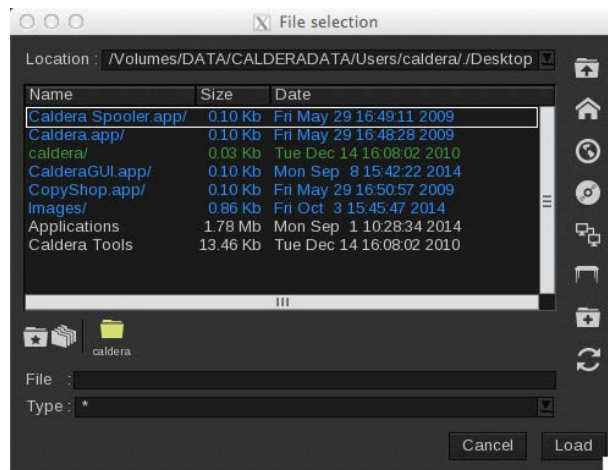 File selection
Location : /Volumes/DATA/CALDERADATA/Users/caldera/./Desktop
Name Size Date
Caldera Spooler.app/ 0.10 Kb Fri May 29 16:49:11 2009
Caldera.app/ 0.10 Kb Fri May 29 16:48:28 2009
caldera/ 0.03 Kb Tue Dec 14 16:08:02 2010
CalderaGUI.app/ 0.10 Kb Mon Sep 8 15:42:22 2014
CopyShop.app/ 0.10 Kb Fri May 29 16:50:57 2009
Images/ 0.86 Kb Fri Oct 3 15:45:47 2014
Applications 1.78 Mb Mon Sep 1 10:28:34 2014
Caldera Tools 13.46 Kb Tue Dec 14 16:08:02 2010
caldera
File :
Type : *
Cancel Load